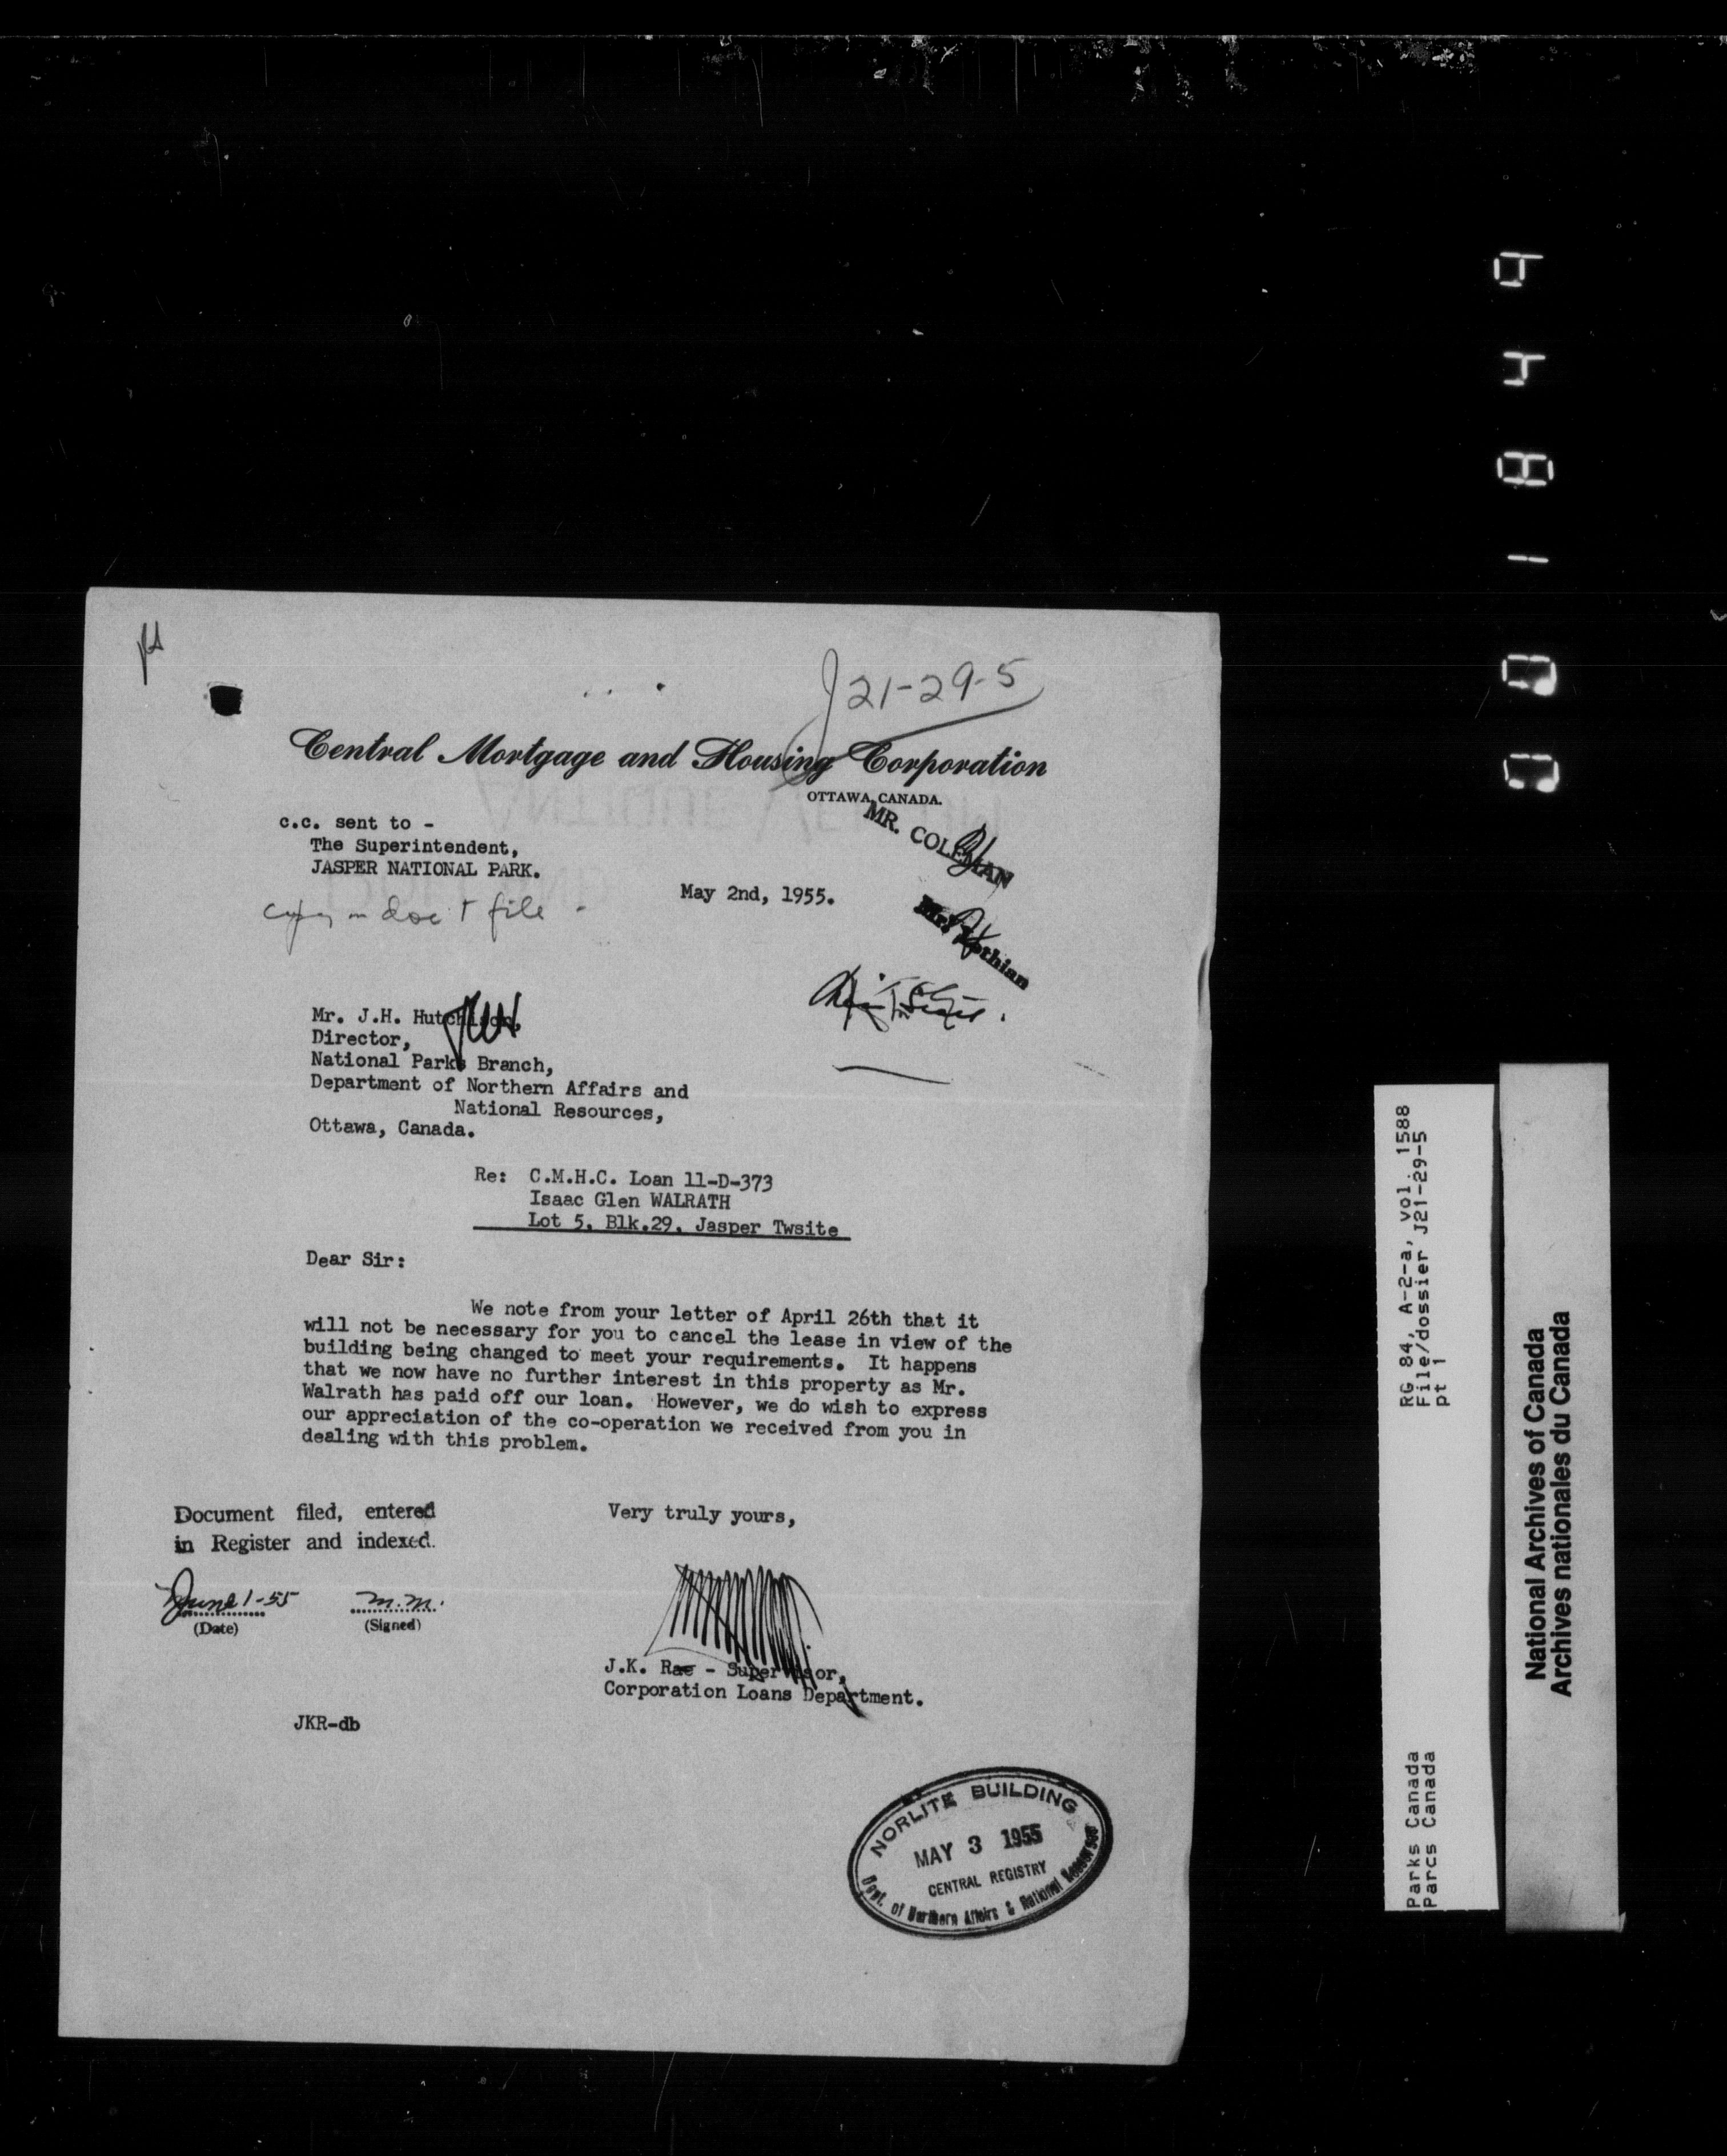 J21-29-5
Central Mortgage and Housing Corporation
OTTAWA, CANADA.
MR. COLEMAN
c.c. sent to -
The Superintendent,
JASPER NATIONAL PARK.
May 2nd, 1955.
Mr. Lothian
file -
Mr. J.H. Hutchison,
Director,
National Parks Branch,
Department of Northern Affairs and
National Resources,
Ottawa, Canada.
Re: C.M.H.C. Loan 11-D-373
Isaac Glen WALRATH
Lot 5, Blk.29, Jasper Twsite
Dear Sir:
We note from your letter of April 26th that it
will not be necessary for you to cancel the lease in view of the
building being changed to meet your requirements. It happens
that we now have no further interest in this property as Mr.
Walrath has paid off our loan. However, we do wish to express
our appreciation of the co-operation we received from you in
dealing with this problem.
Document filed, entered
in Register and indexed.
June 1-55 m.m.
(Date) (Signed)
Very truly yours,
J.K. Rae - Supervisor,
Corporation Loans Department.
JKR-db
NORLITE BUILDING
MAY 3 1955
CENTRAL REGISTRY
Dept. of Northern Affairs & National Resources
RG 84, A-2-a, vol. 1588
File/dossier J21-29-5
pt 1
Parks Canada
Parcs Canada
National Archives of Canada
Archives nationales du Canada